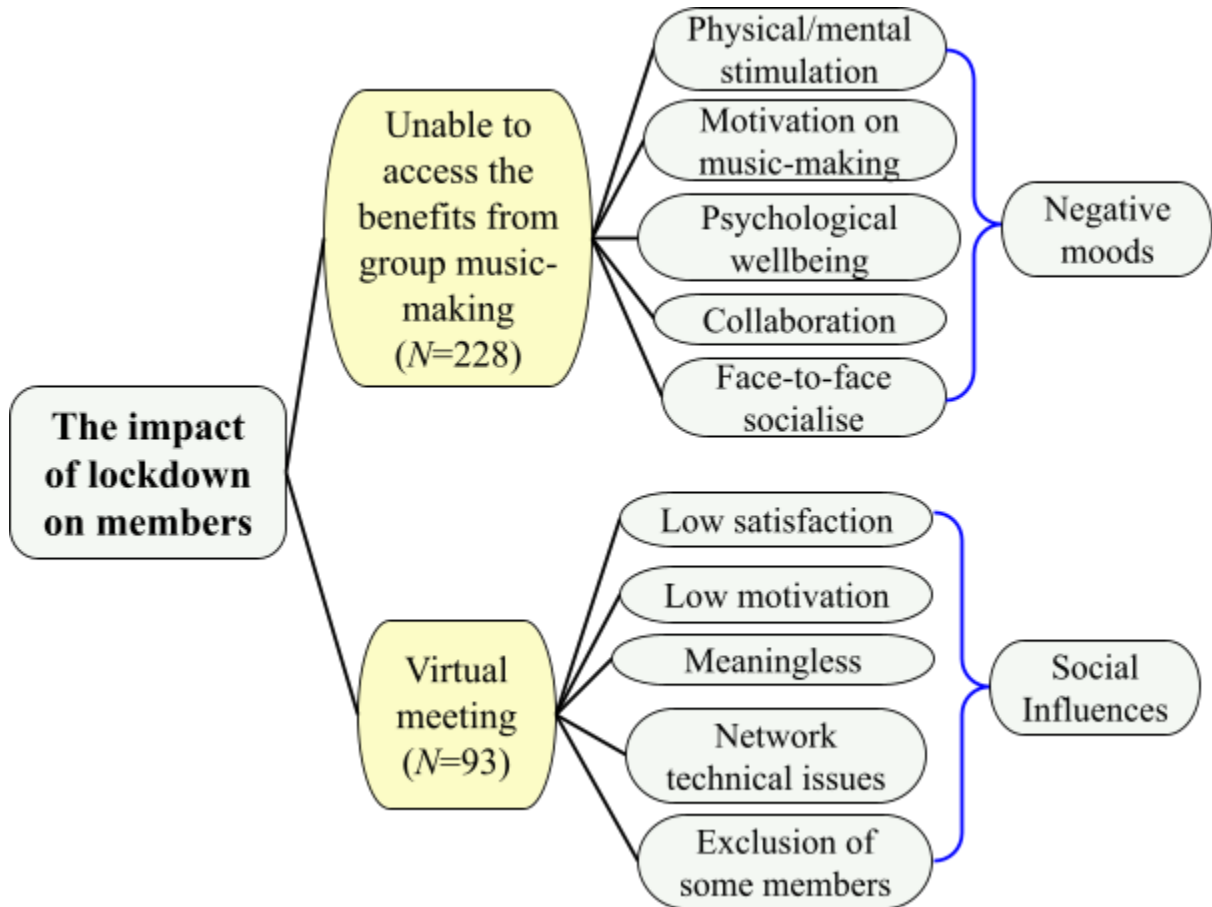 The impact
of lockdown
on members
Unable to
access the
benefits from
group music-
making
(N=228)
Physical/mental
stimulation
Motivation on
music-making
Psychological
wellbeing
Collaboration
Face-to-face
socialise
Negative
moods
Virtual
meeting
(N=93)
Low satisfaction
Low motivation
Meaningless
Network
technical issues
Exclusion of
some members
Social
Influences